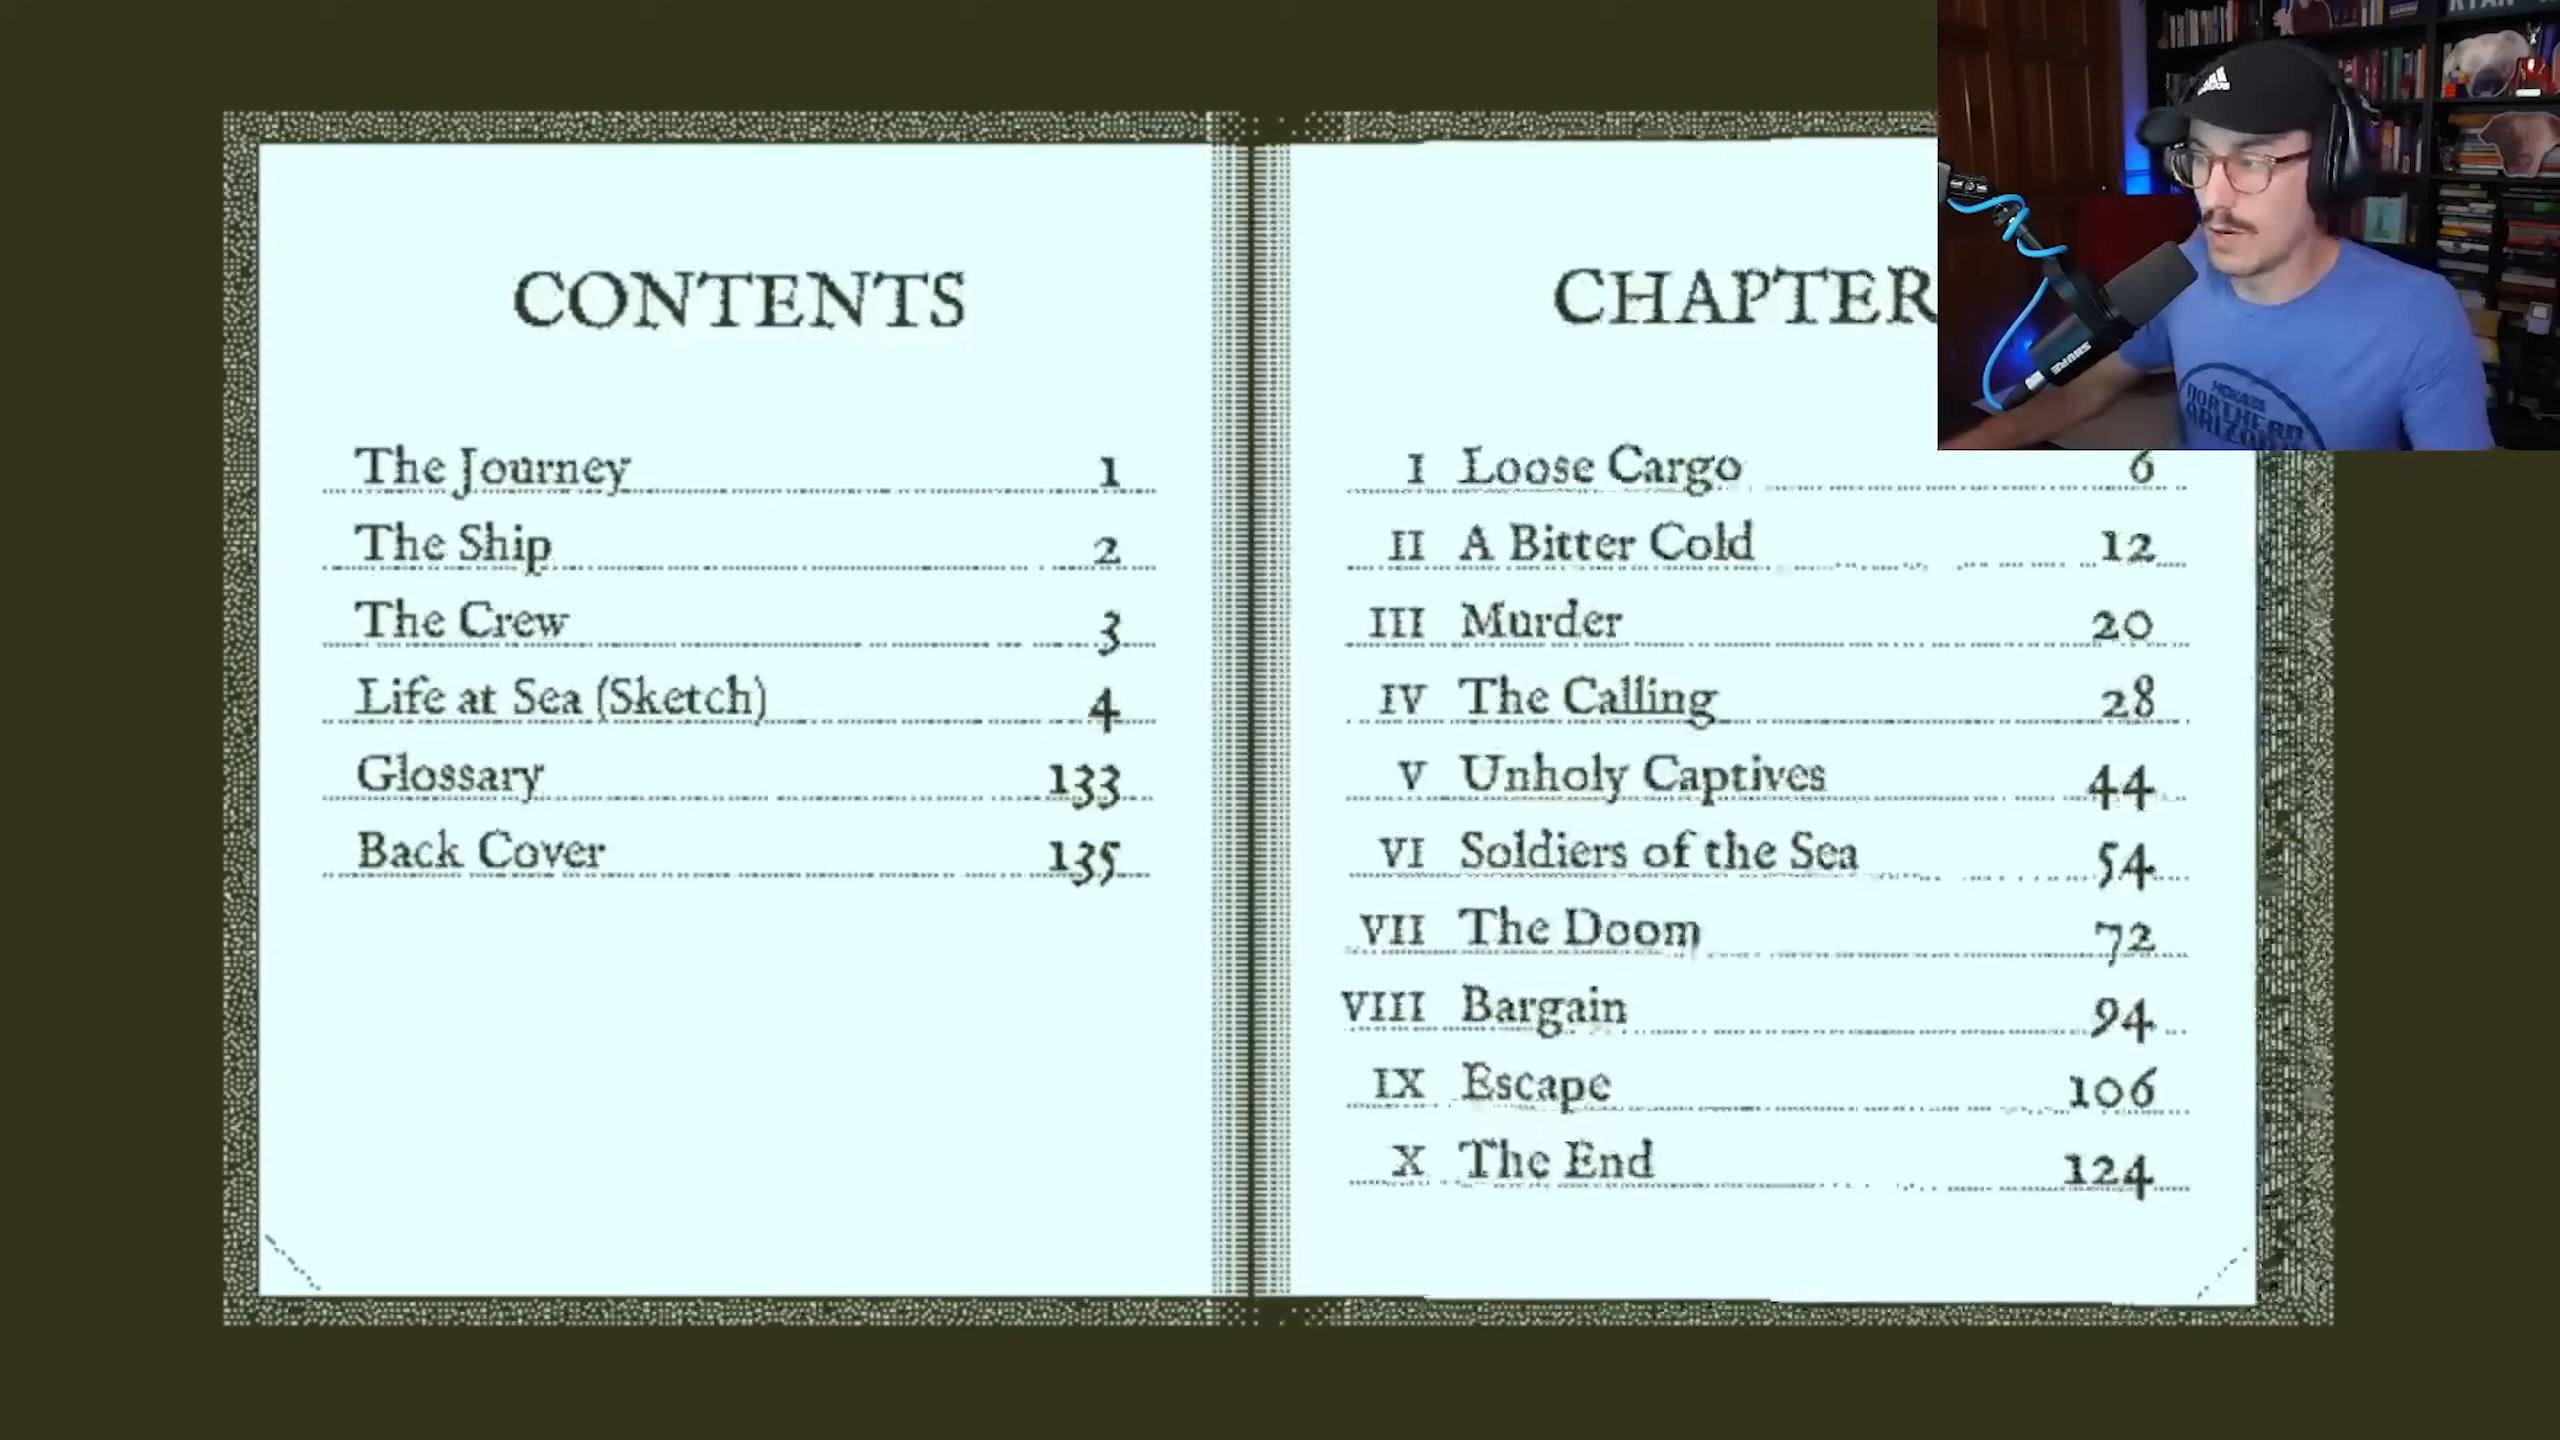 CONTENTS
The Journey 1
The Ship 2
The Crew 3
Life at Sea (Sketch) 4
Glossary 133
Back Cover 135
CHAPTER
I Loose Cargo 6
II A Bitter Cold 12
III Murder 20
IV The Calling 28
V Unholy Captives 44
VI Soldiers of the Sea 54
VII The Doom 72
VIII Bargain 94
IX Escape 106
X The End 124
SHURE
NORTHERN